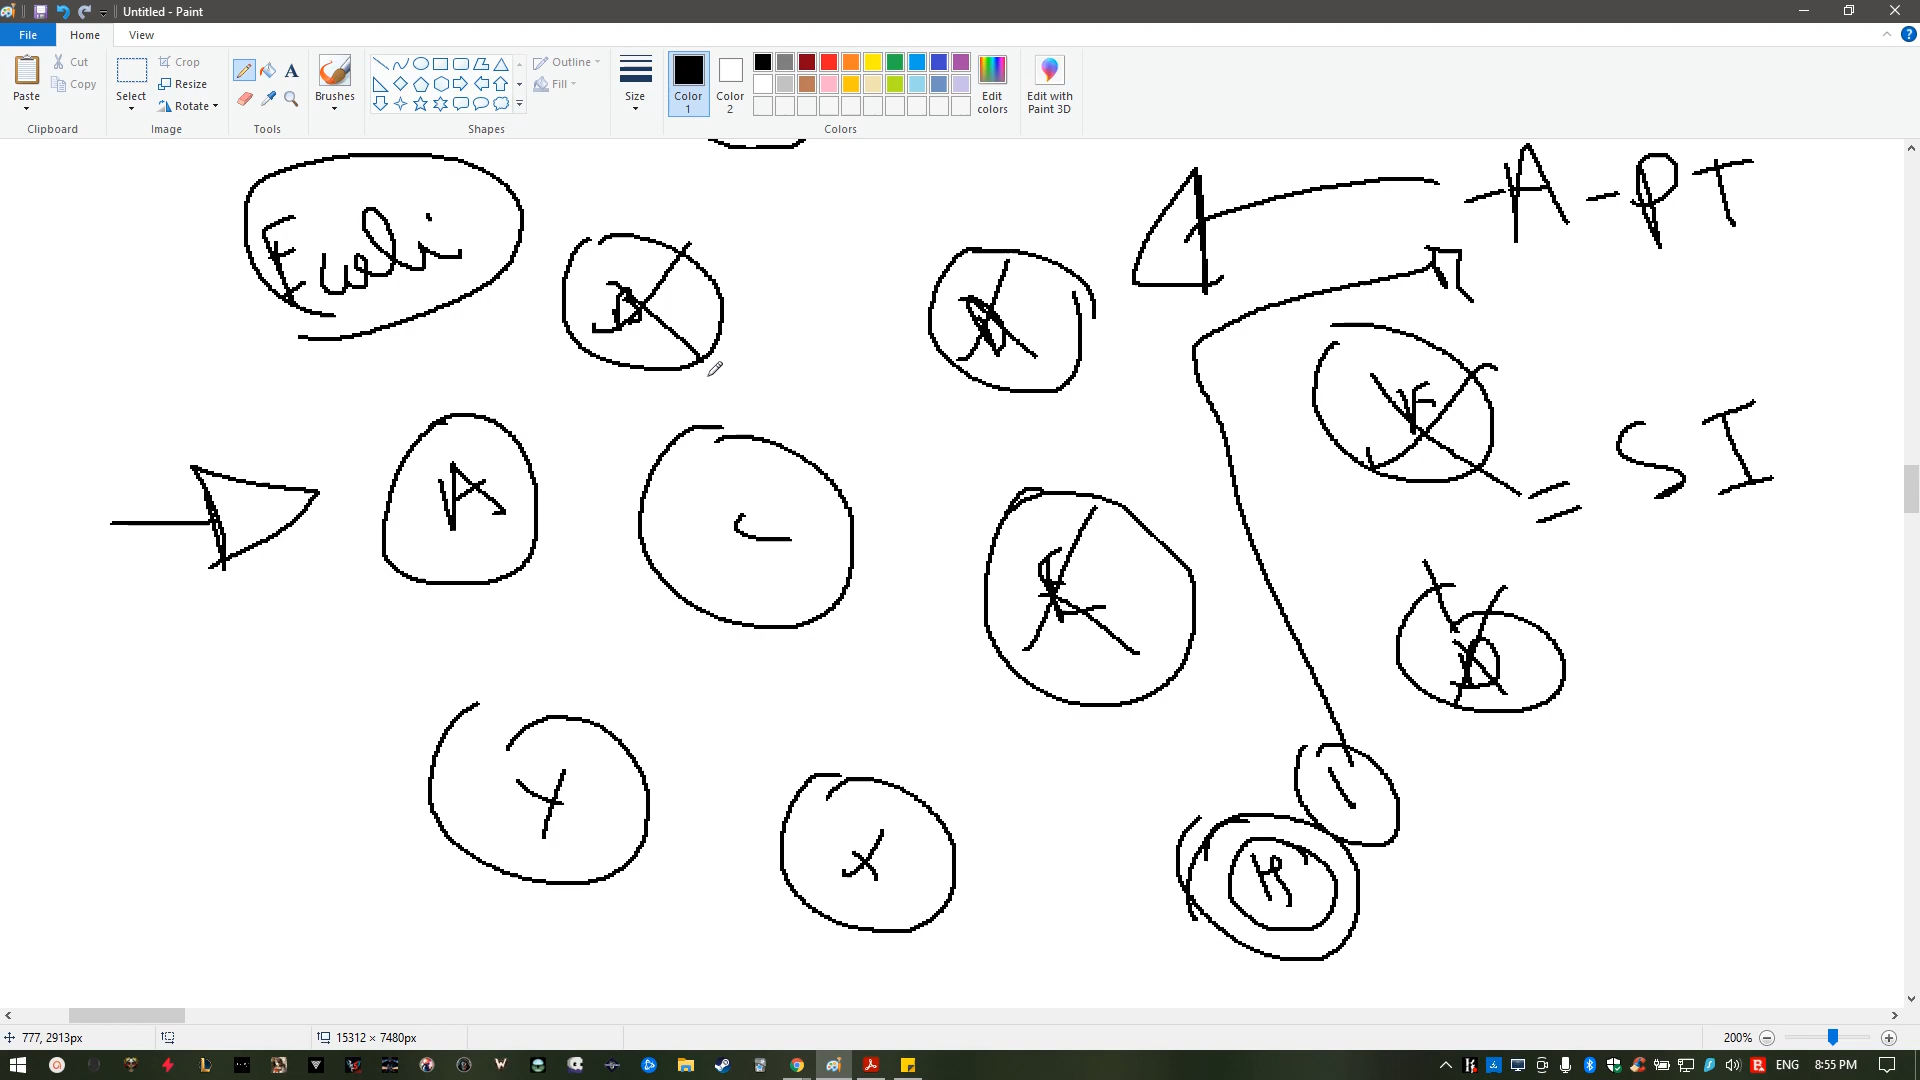 Untitled - Paint
File
Home
View
Paste
Cut
Copy
Clipboard
Select
Crop
Resize
Rotate
Image
Tools
Brushes
Shapes
Outline
Fill
Size
Color 1
Color 2
Edit colors
Edit with Paint 3D
Colors
-A-PT
D
A
= SI
A
C
D
Y
X
777, 2913px
15312 × 7480px
200%
ENG
8:55 PM